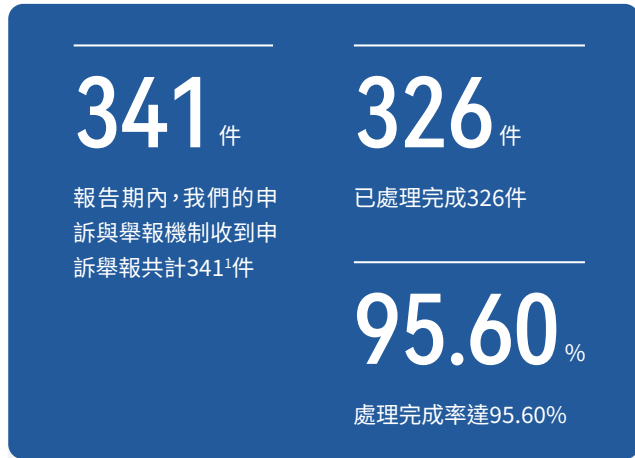 341件
報告期內，我們的申
訴與舉報機制收到申
訴舉報共計341¹件
326件
已處理完成326件
95.60%
處理完成率達95.60%